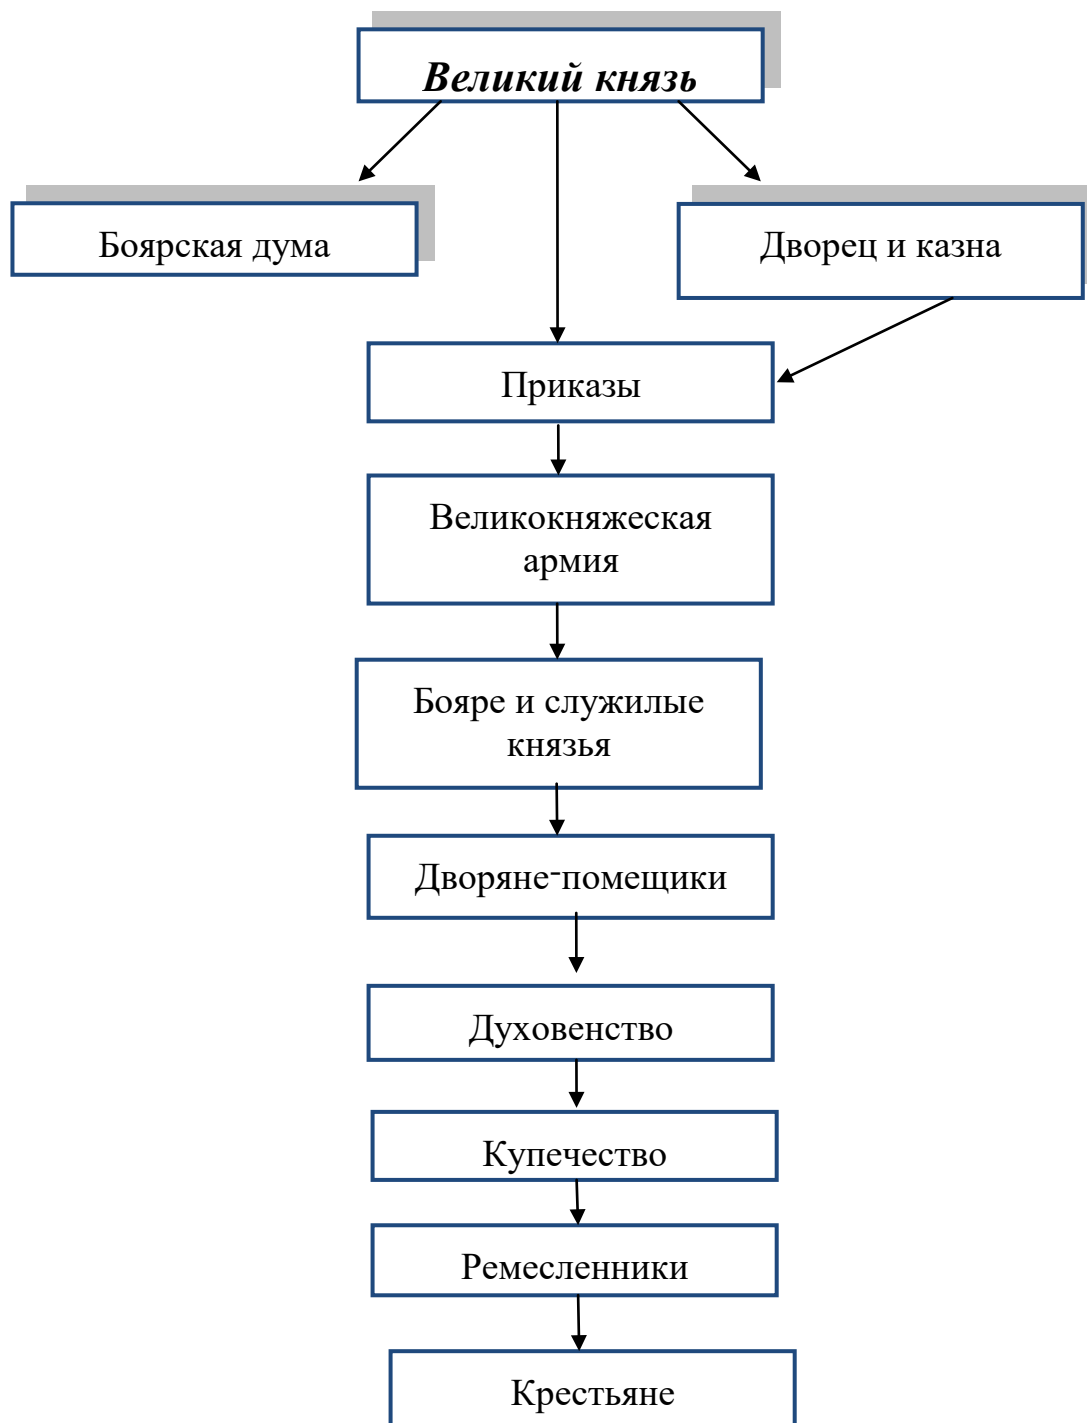 Великий князь
Боярская дума
Дворец и казна
Приказы
Великокняжеская
армия
Бояре и служилые
князья
Дворяне-помещики
Духовенство
Купечество
Ремесленники
Крестьяне